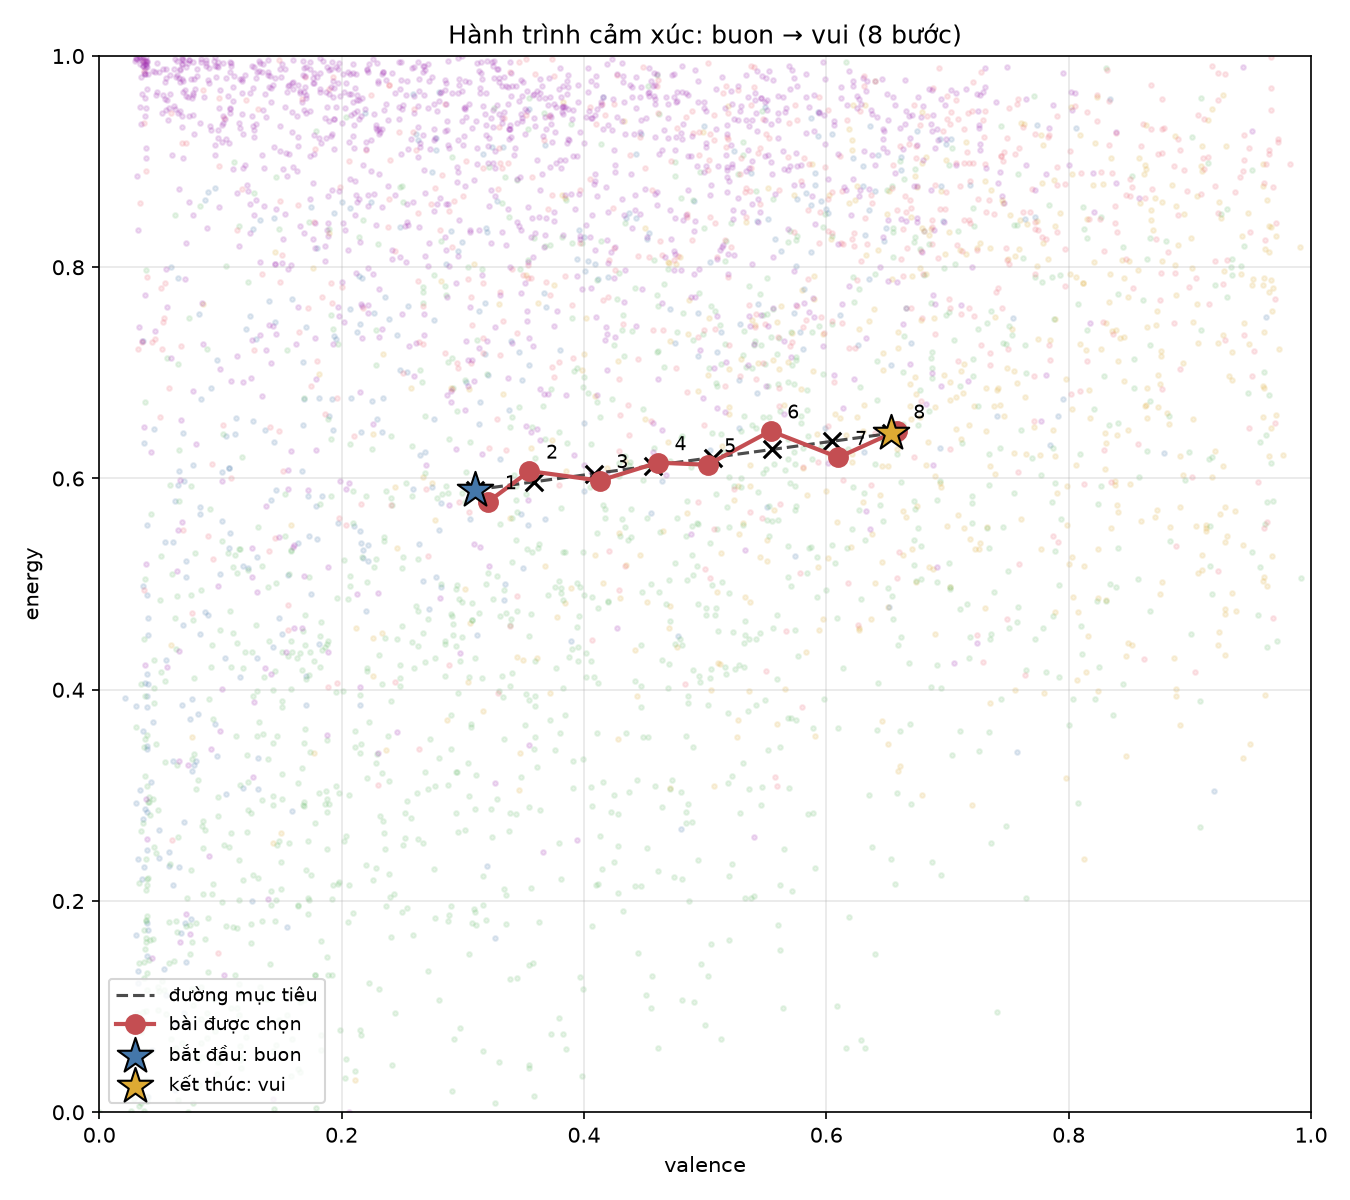 Hành trình cảm xúc: buon → vui (8 bước)
1.0
0.8
0.6
0.4
0.2
0.0
energy
1
2
3
4
5
6
7
8
đường mục tiêu
bài được chọn
bắt đầu: buon
kết thúc: vui
0.0 0.2 0.4 0.6 0.8 1.0
valence